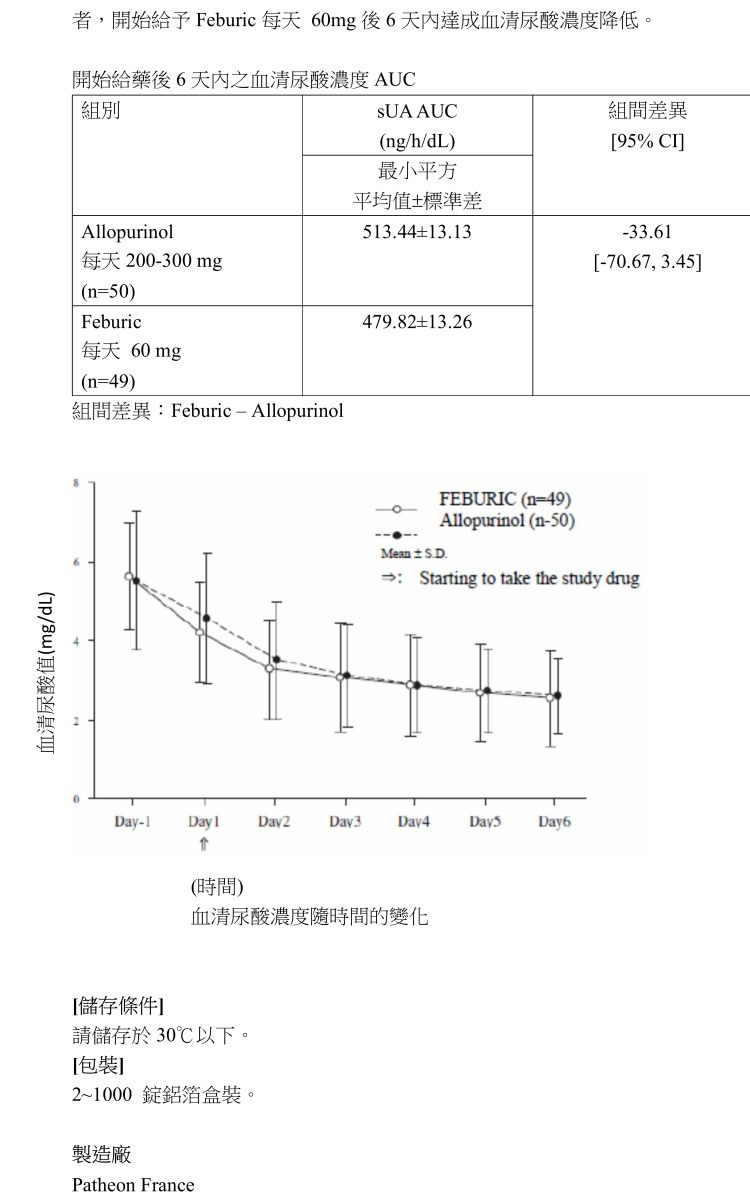 者，開始給予 Feburic 每天 60mg 後 6 天內達成血清尿酸濃度降低。
開始給藥後 6 天內之血清尿酸濃度 AUC
組別
sUA AUC
(ng/h/dL)
組間差異
[95% CI]
最小平方
平均值±標準差
Allopurinol
每天 200-300 mg
(n=50)
513.44±13.13
-33.61
[-70.67, 3.45]
Feburic
每天 60 mg
(n=49)
479.82±13.26
組間差異：Feburic – Allopurinol
FEBURIC (n=49)
Allopurinol (n-50)
Mean ± S.D.
⇒: Starting to take the study drug
血清尿酸值(mg/dL)
8
6
4
2
0
Day-1 Day1 Day2 Day3 Day4 Day5 Day6
⇑
(時間)
血清尿酸濃度隨時間的變化
[儲存條件]
請儲存於 30℃以下。
[包裝]
2~1000 錠鋁箔盒裝。
製造廠
Patheon France